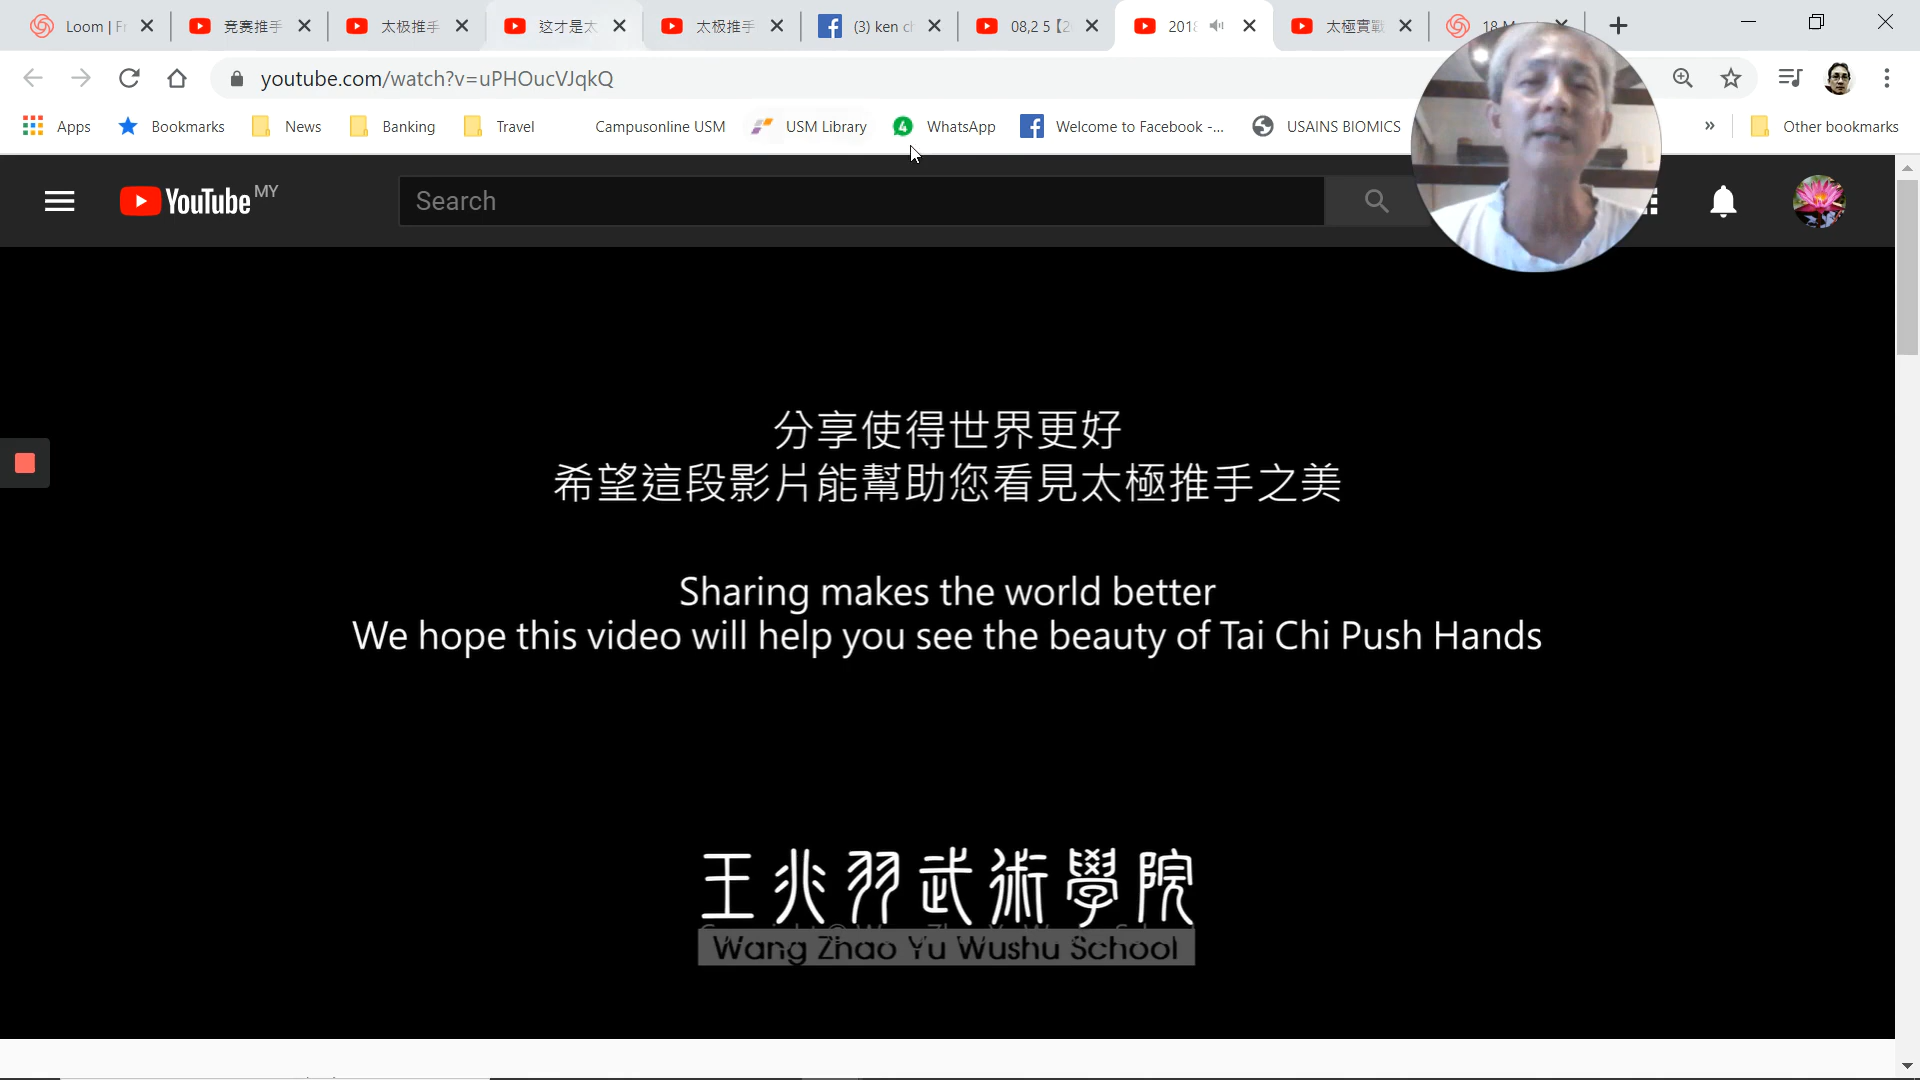 Loom | Fr
竞赛推手
太极推手
这才是太
太极推手
(3) ken ch
08,2 5【2
2018
太極實戰
18 M
youtube.com/watch?v=uPHOucVJqkQ
Apps
Bookmarks
News
Banking
Travel
Campusonline USM
USM Library
WhatsApp
Welcome to Facebook -...
USAINS BIOMICS
»
Other bookmarks
YouTube MY
Search
分享使得世界更好
希望這段影片能幫助您看見太極推手之美
Sharing makes the world better
We hope this video will help you see the beauty of Tai Chi Push Hands
王兆羽武術學院
Wang Zhao Yu Wushu School